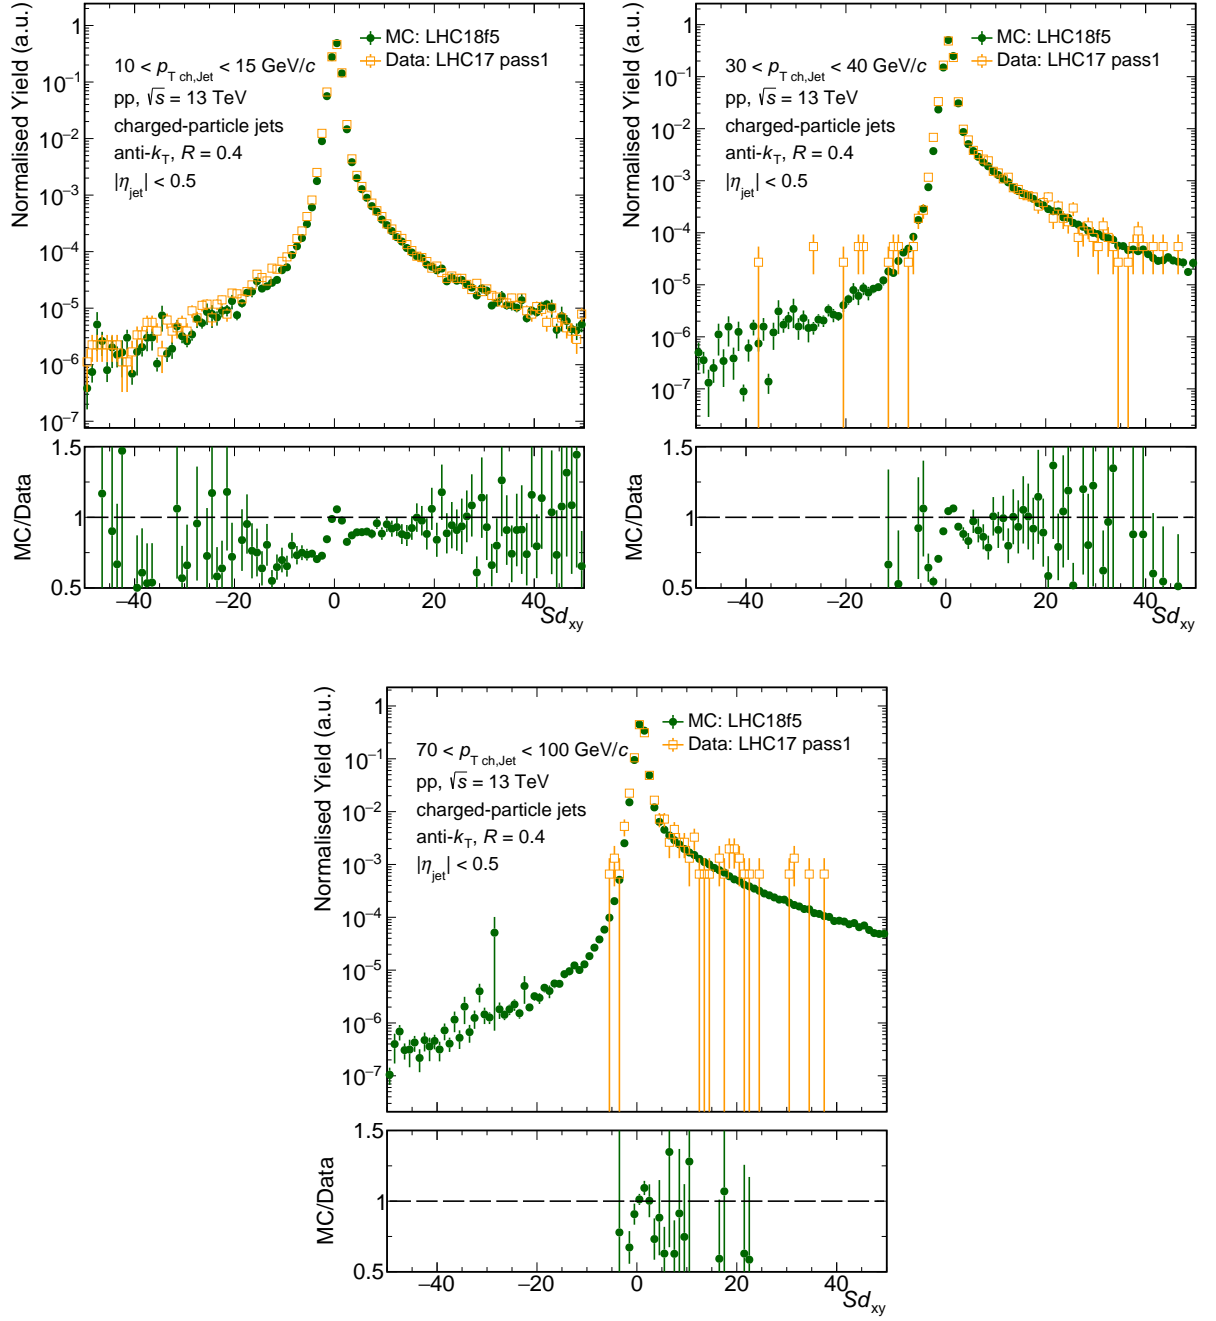 Normalised Yield (a.u.)
1
10⁻¹
10⁻²
10⁻³
10⁻⁴
10⁻⁵
10⁻⁶
10⁻⁷
MC: LHC18f5
Data: LHC17 pass1
10 < p_T ch,Jet < 15 GeV/c
pp, √s = 13 TeV
charged-particle jets
anti-k_T, R = 0.4
|η_jet| < 0.5
MC/Data
1.5
1
0.5
−40 −20 0 20 40
Sd_xy
Normalised Yield (a.u.)
1
10⁻¹
10⁻²
10⁻³
10⁻⁴
10⁻⁵
10⁻⁶
10⁻⁷
MC: LHC18f5
Data: LHC17 pass1
30 < p_T ch,Jet < 40 GeV/c
pp, √s = 13 TeV
charged-particle jets
anti-k_T, R = 0.4
|η_jet| < 0.5
MC/Data
1.5
1
0.5
−40 −20 0 20 40
Sd_xy
Normalised Yield (a.u.)
1
10⁻¹
10⁻²
10⁻³
10⁻⁴
10⁻⁵
10⁻⁶
10⁻⁷
MC: LHC18f5
Data: LHC17 pass1
70 < p_T ch,Jet < 100 GeV/c
pp, √s = 13 TeV
charged-particle jets
anti-k_T, R = 0.4
|η_jet| < 0.5
MC/Data
1.5
1
0.5
−40 −20 0 20 40
Sd_xy